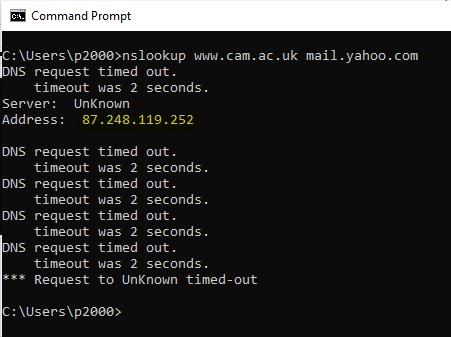 Command Prompt
C:\Users\p2000>nslookup www.cam.ac.uk mail.yahoo.com
DNS request timed out.
    timeout was 2 seconds.
Server:  UnKnown
Address:  87.248.119.252

DNS request timed out.
    timeout was 2 seconds.
DNS request timed out.
    timeout was 2 seconds.
DNS request timed out.
    timeout was 2 seconds.
DNS request timed out.
    timeout was 2 seconds.
*** Request to UnKnown timed-out

C:\Users\p2000>